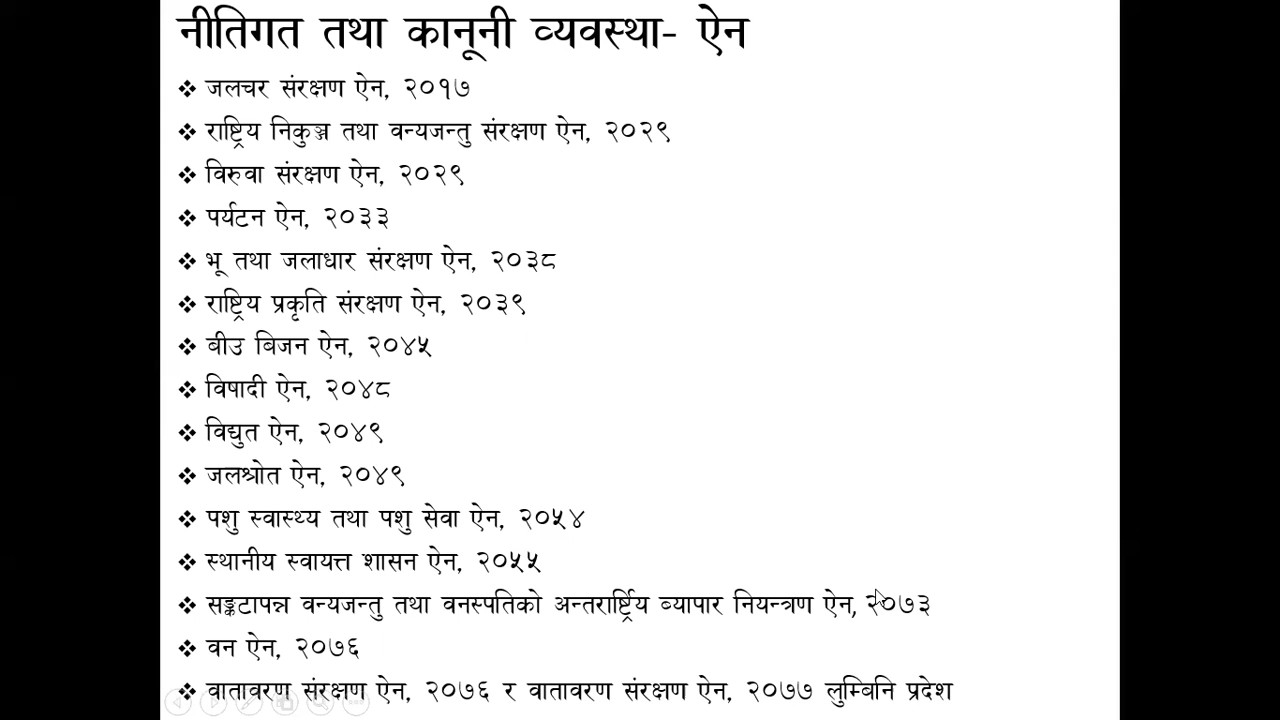 नीतिगत तथा कानूनी व्यवस्था- ऐन
❖ जलचर संरक्षण ऐन, २०१७
❖ राष्ट्रिय निकुञ्ज तथा वन्यजन्तु संरक्षण ऐन, २०२९
❖ विरुवा संरक्षण ऐन, २०२९
❖ पर्यटन ऐन, २०३३
❖ भू तथा जलाधार संरक्षण ऐन, २०३८
❖ राष्ट्रिय प्रकृति संरक्षण ऐन, २०३९
❖ बीउ बिजन ऐन, २०४५
❖ विषादी ऐन, २०४८
❖ विद्युत ऐन, २०४९
❖ जलश्रोत ऐन, २०४९
❖ पशु स्वास्थ्य तथा पशु सेवा ऐन, २०५४
❖ स्थानीय स्वायत्त शासन ऐन, २०५५
❖ सङ्कटापन्न वन्यजन्तु तथा वनस्पतिको अन्तरार्ष्ट्रिय ब्यापार नियन्त्रण ऐन, २०७३
❖ वन ऐन, २०७६
❖ वातावरण संरक्षण ऐन, २०७६ र वातावरण संरक्षण ऐन, २०७७ लुम्बिनि प्रदेश